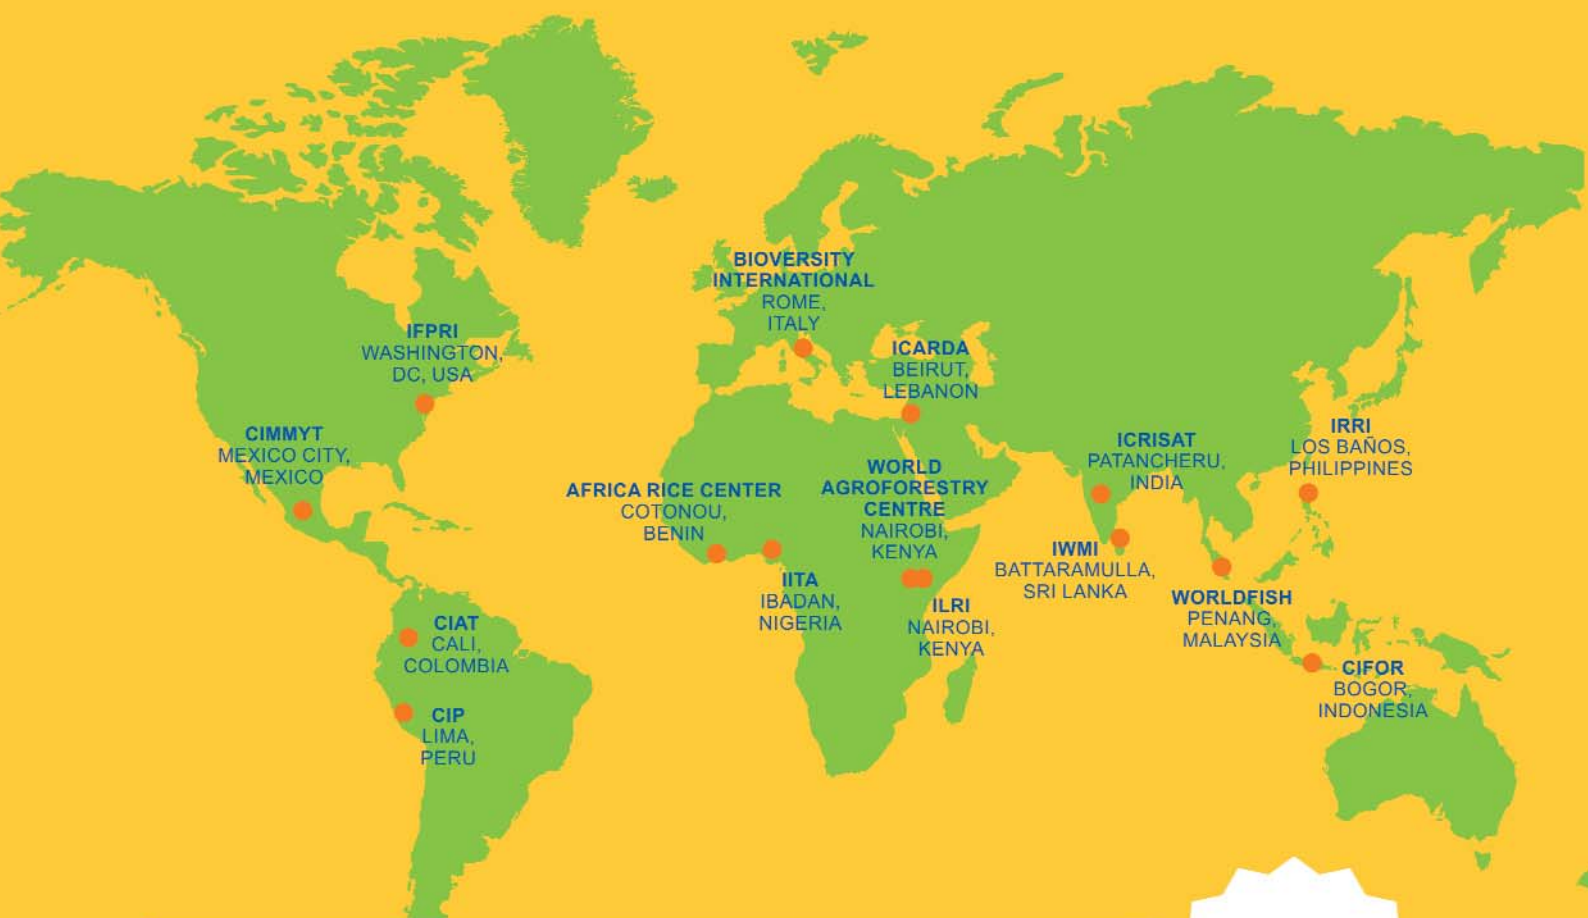 BIOVERSITY
INTERNATIONAL
ROME,
ITALY
IFPRI
WASHINGTON,
DC, USA
ICARDA
BEIRUT,
LEBANON
CIMMYT
MEXICO CITY,
MEXICO
IRRI
LOS BAÑOS,
PHILIPPINES
ICRISAT
PATANCHERU,
INDIA
WORLD
AGROFORESTRY
CENTRE
NAIROBI,
KENYA
AFRICA RICE CENTER
COTONOU,
BENIN
IWMI
BATTARAMULLA,
SRI LANKA
IITA
IBADAN,
NIGERIA
ILRI
NAIROBI,
KENYA
WORLDFISH
PENANG,
MALAYSIA
CIAT
CALI,
COLOMBIA
CIFOR
BOGOR,
INDONESIA
CIP
LIMA,
PERU